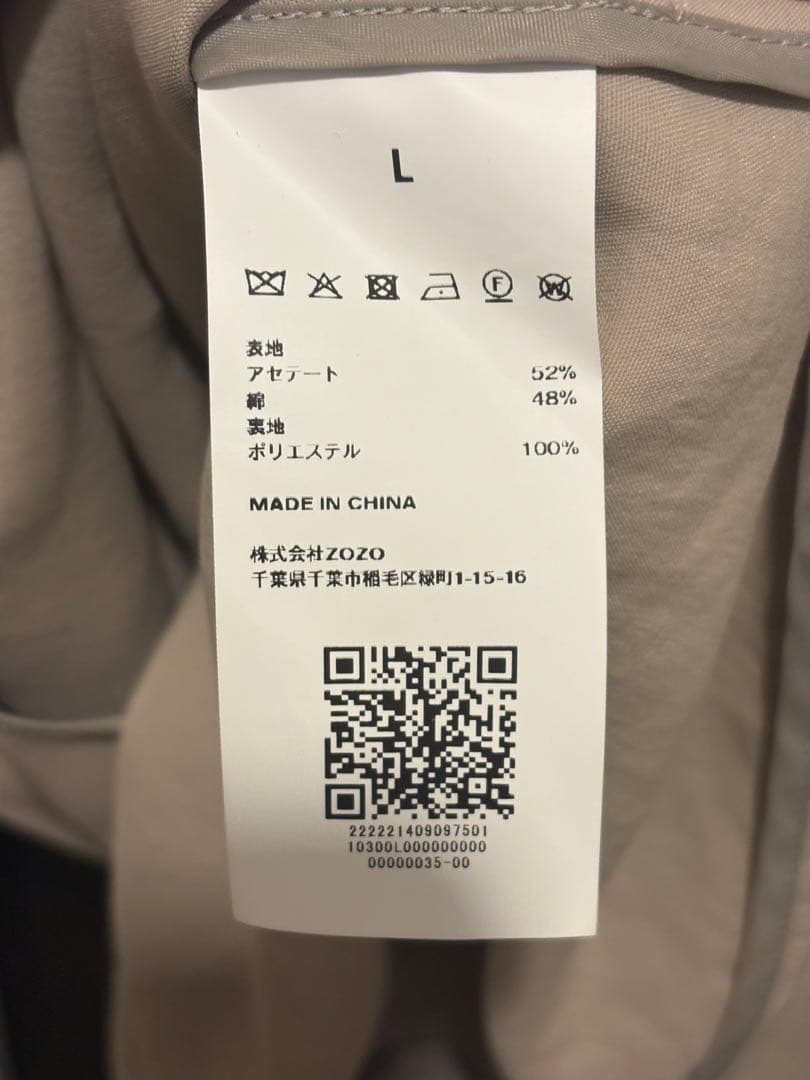 L
F
W
表地
アセテート 52%
綿 48%
裏地
ポリエステル 100%
MADE IN CHINA
株式会社ZOZO
千葉県千葉市稲毛区緑町1-15-16
222221409097501
10300L000000000
00000035-00